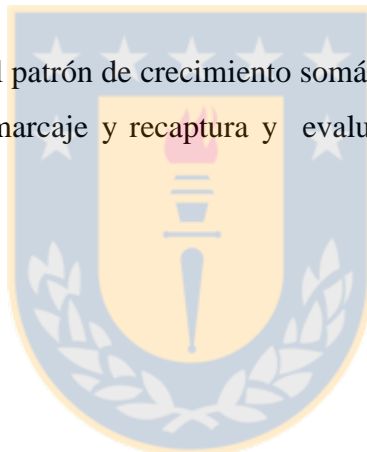 l patrón de crecimiento somá
marcaje y recaptura y evalu